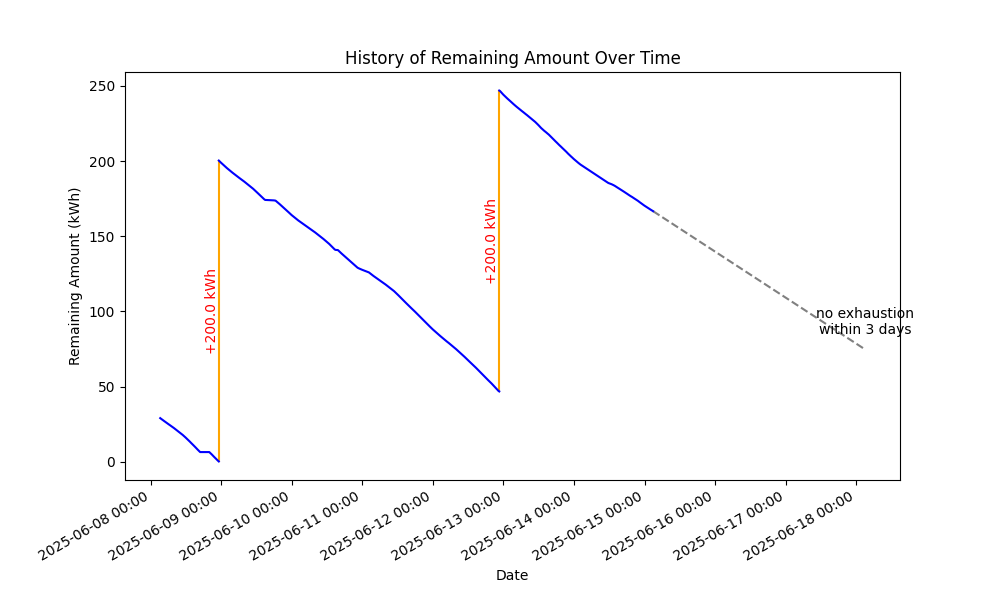 History of Remaining Amount Over Time
Remaining Amount (kWh)
250
200
150
100
50
0
+200.0 kWh
+200.0 kWh
no exhaustion
within 3 days
2025-06-08 00:00
2025-06-09 00:00
2025-06-10 00:00
2025-06-11 00:00
2025-06-12 00:00
2025-06-13 00:00
2025-06-14 00:00
2025-06-15 00:00
2025-06-16 00:00
2025-06-17 00:00
2025-06-18 00:00
Date